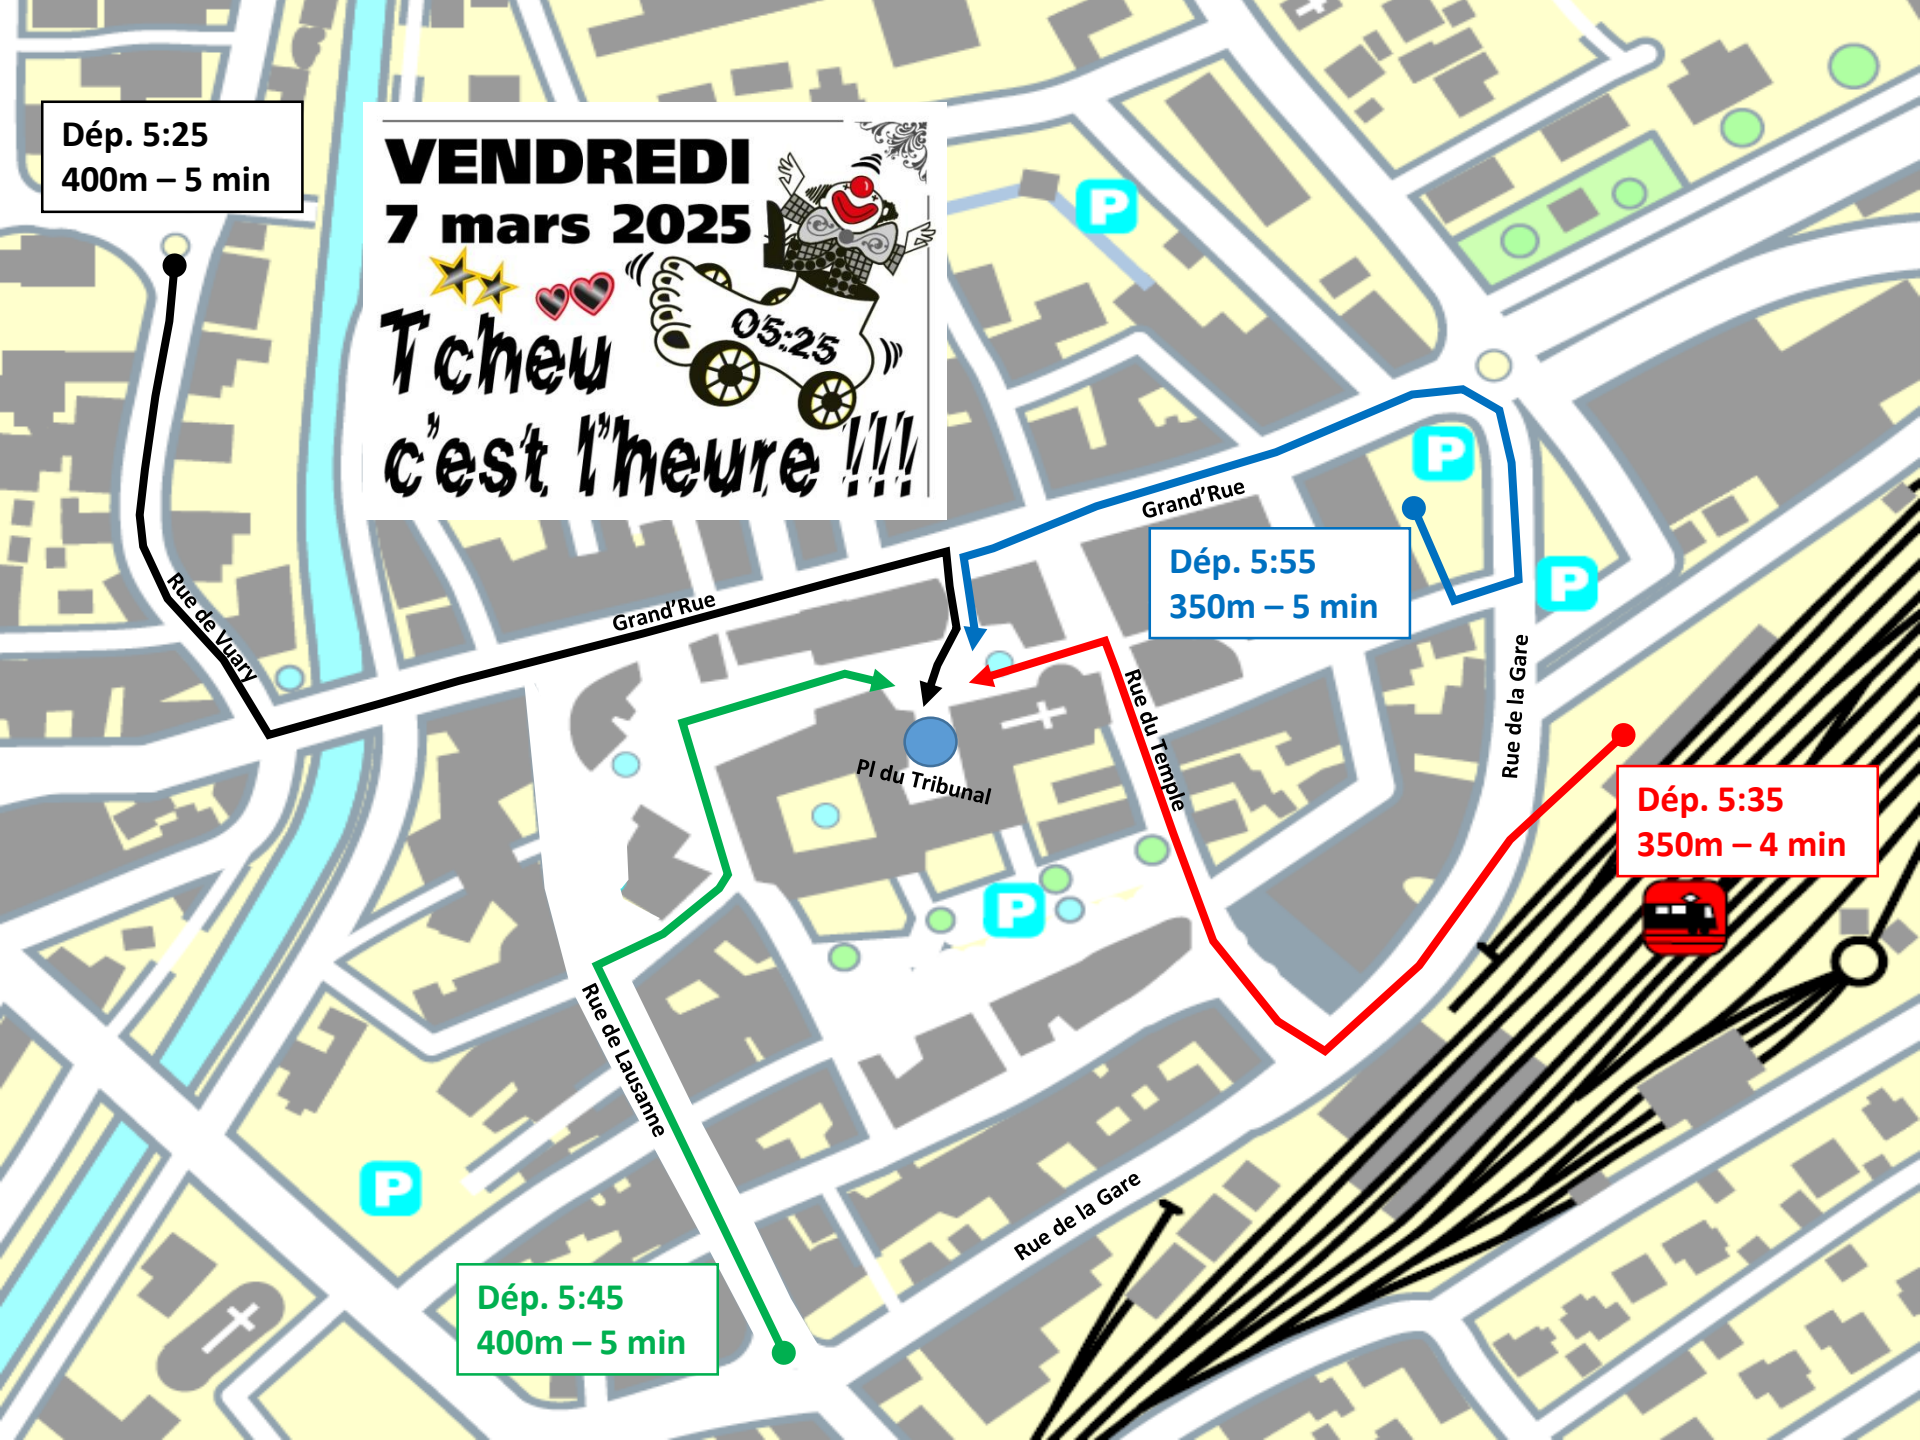 Dép. 5:25
400m – 5 min
VENDREDI
7 mars 2025
05:25
Tcheu
c'est l'heure !!!
P
P
Grand'Rue
Dép. 5:55
350m – 5 min
P
Rue de Vuary
Grand'Rue
Rue de la Gare
Rue du Temple
Pl du Tribunal
Dép. 5:35
350m – 4 min
P
Rue de Lausanne
P
Rue de la Gare
Dép. 5:45
400m – 5 min